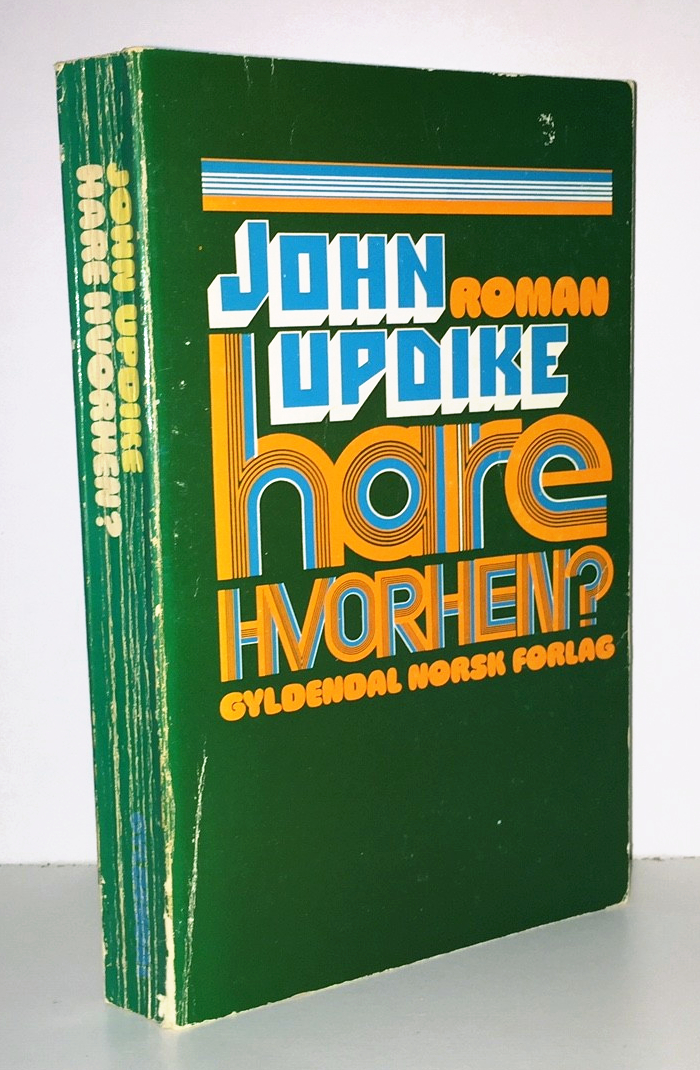 JOHN UPDIKE
HARE HVORHEN?
JOHN
ROMAN
UPDIKE
hare
HVORHEN?
GYLDENDAL NORSK FORLAG